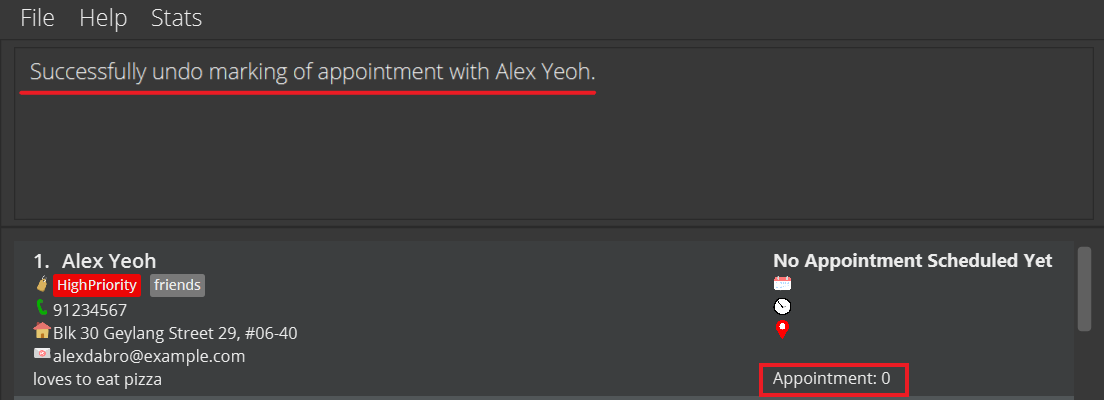 File Help Stats
Successfully undo marking of appointment with Alex Yeoh.
1. Alex Yeoh
HighPriority friends
91234567
Blk 30 Geylang Street 29, #06-40
alexdabro@example.com
loves to eat pizza
No Appointment Scheduled Yet
Appointment: 0